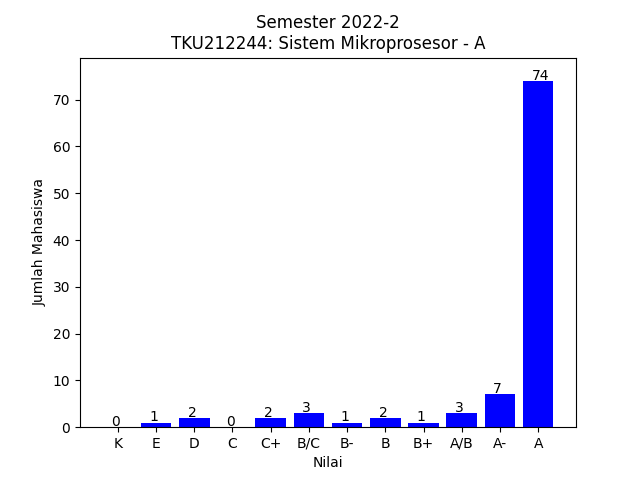 Semester 2022-2
TKU212244: Sistem Mikroprosesor - A
74
70
60
50
40
30
20
10
0
Jumlah Mahasiswa
0 1 2 0 2 3 1 2 1 3 7
K E D C C+ B/C B- B B+ A/B A- A
Nilai